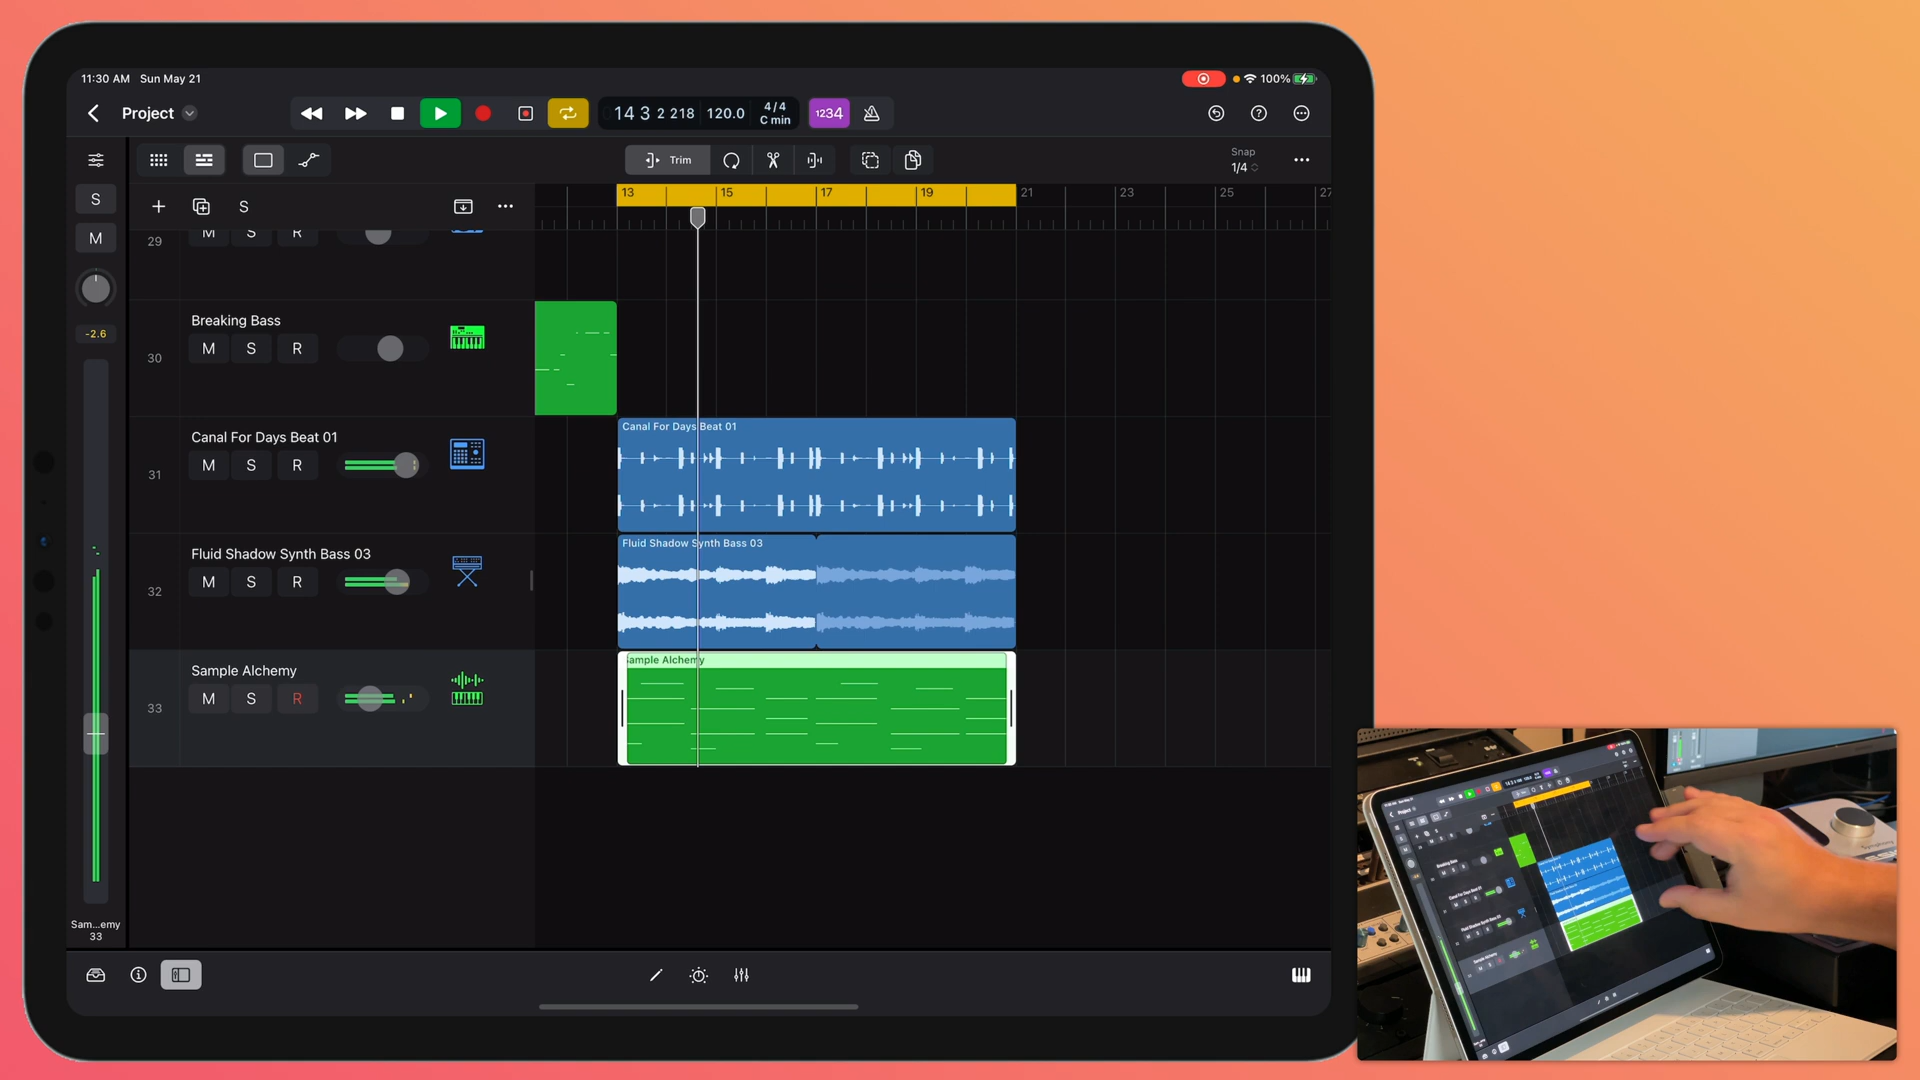 11:30 AM Sun May 21
100%
Project
14 3 2 218
120.0
4/4
C min
1234
Trim
Snap
1/4
S
M
-2.6
S
13 15 17 19 21 23 25 27
29
M S R
Breaking Bass
30
M S R
Canal For Days Beat 01
31
M S R
Canal For Days Beat 01
Fluid Shadow Synth Bass 03
32
M S R
Fluid Shadow Synth Bass 03
Sample Alchemy
33
M S R
ample Alchemy
Sam...emy
33